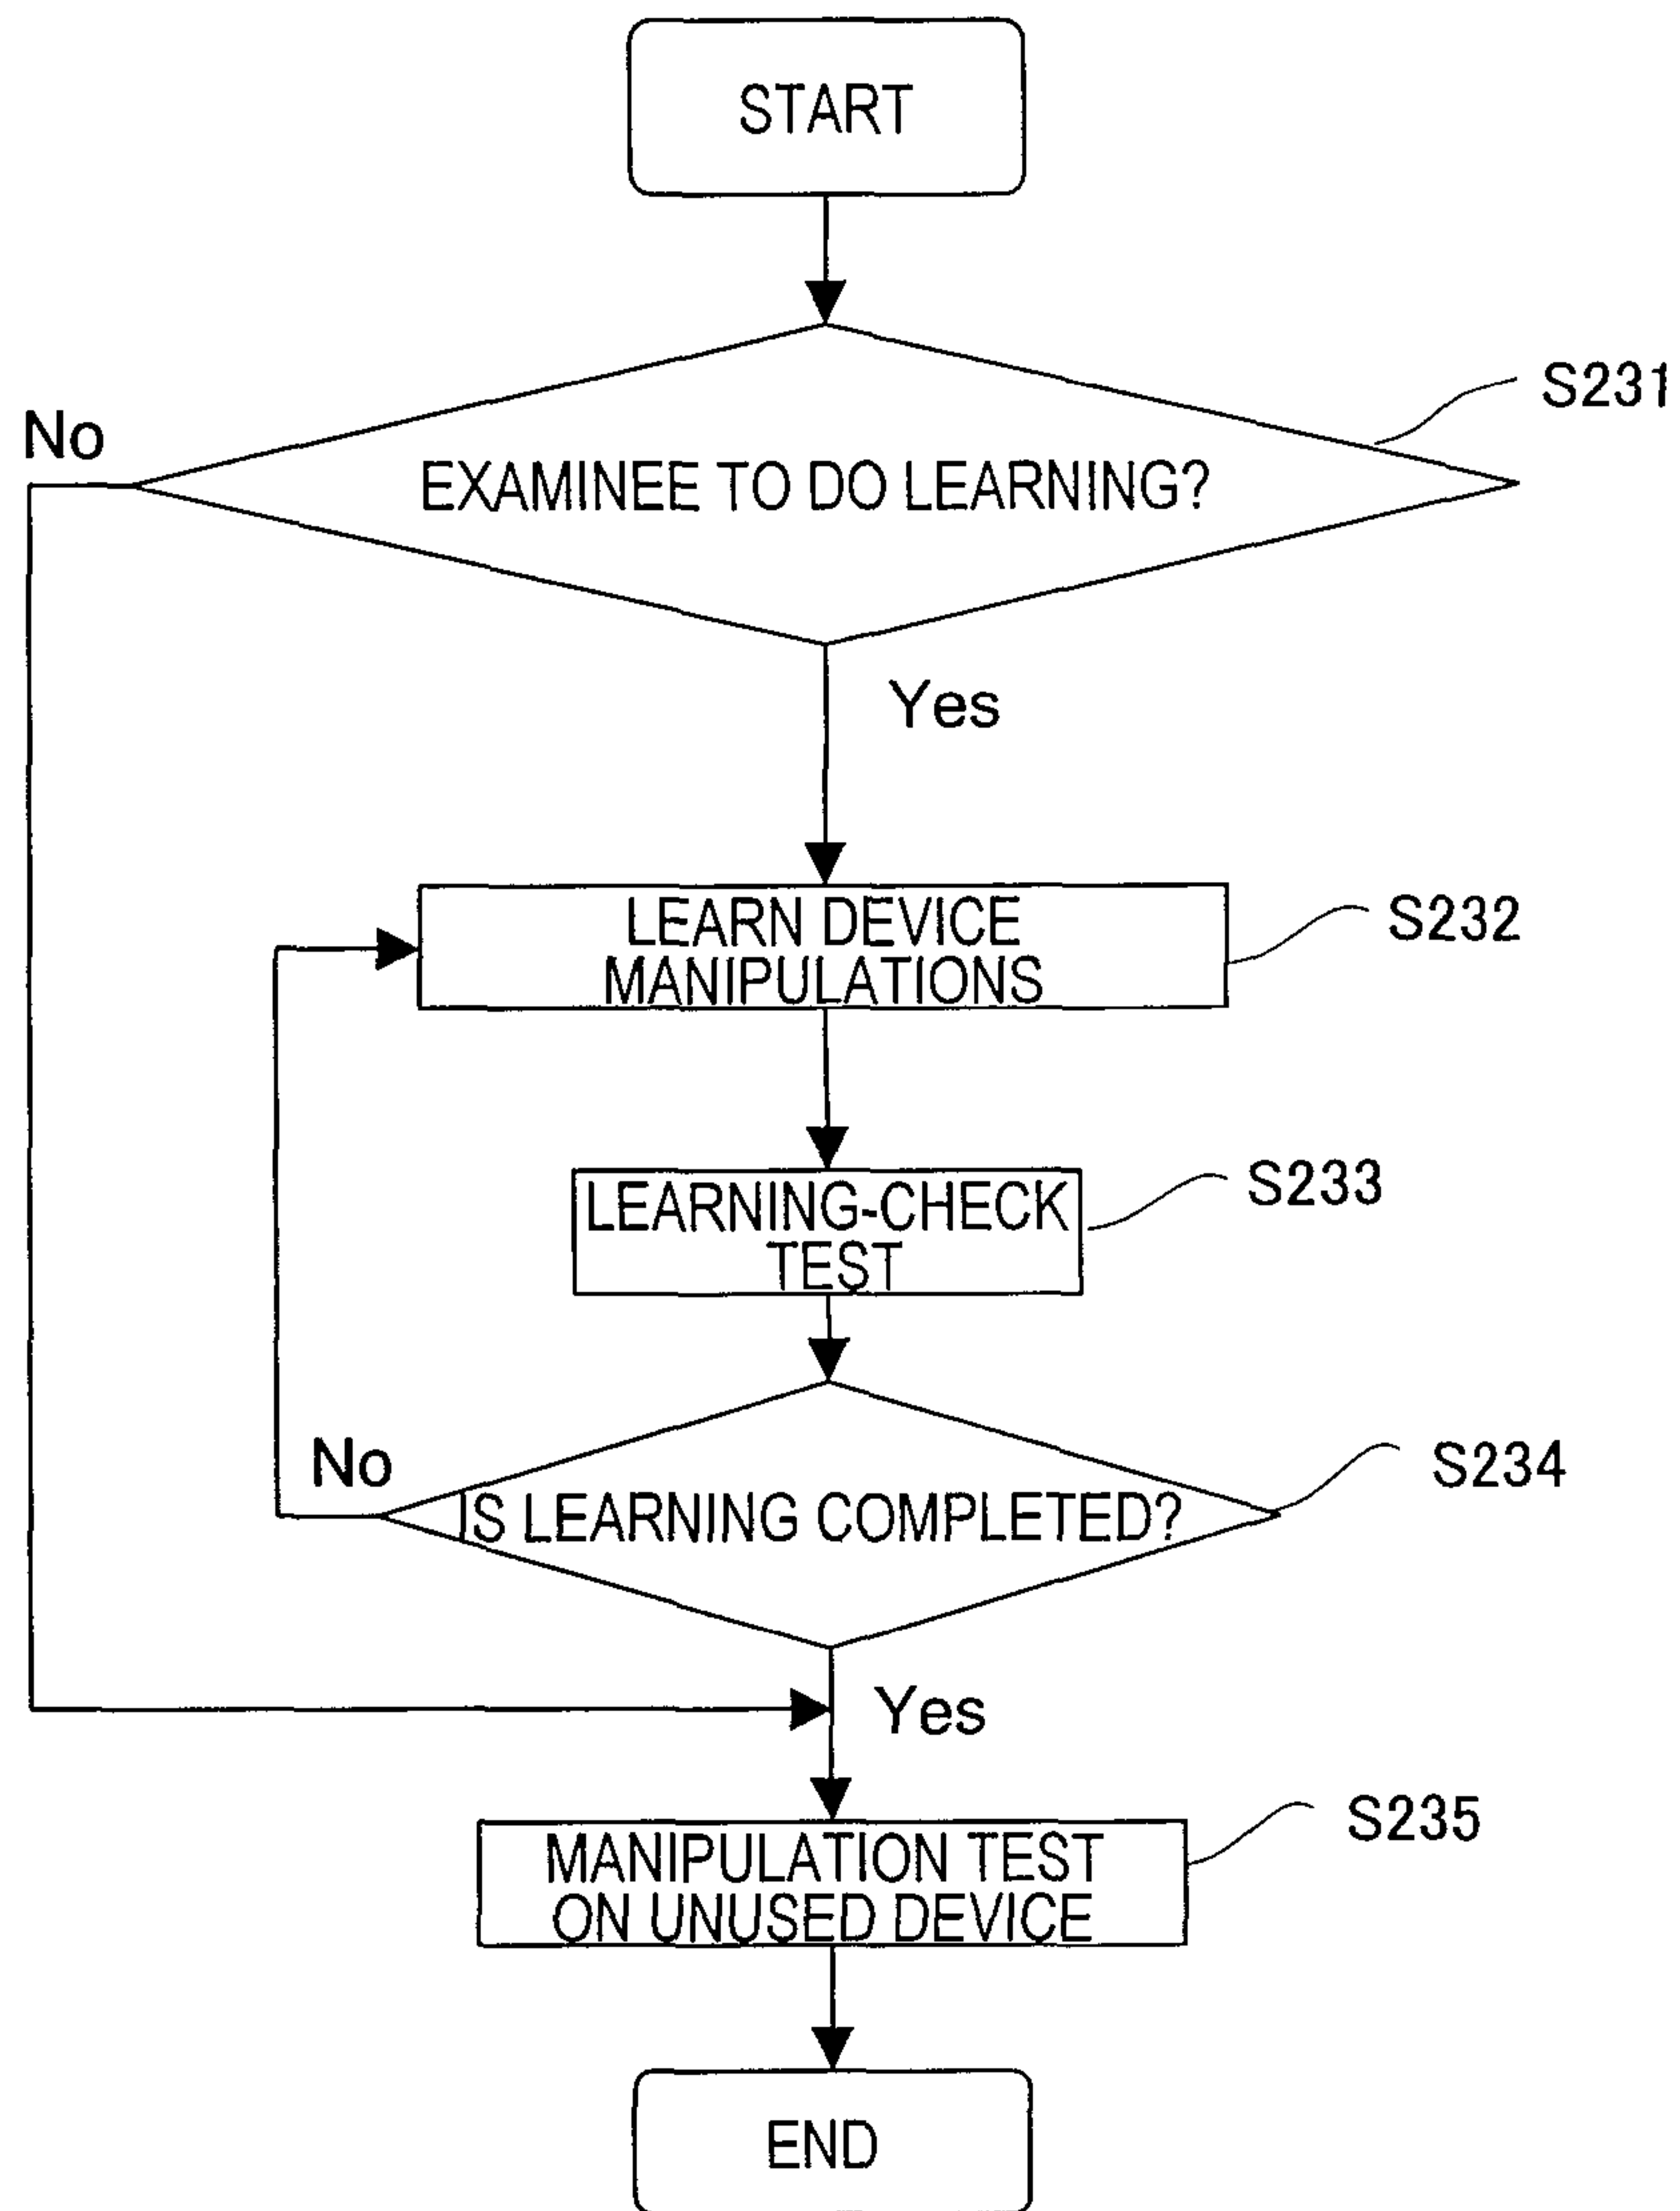 START
S231
No
EXAMINEE TO DO LEARNING?
Yes
LEARN DEVICE
MANIPULATIONS
S232
LEARNING-CHECK
TEST
S233
No
IS LEARNING COMPLETED?
S234
Yes
MANIPULATION TEST
ON UNUSED DEVICE
S235
END